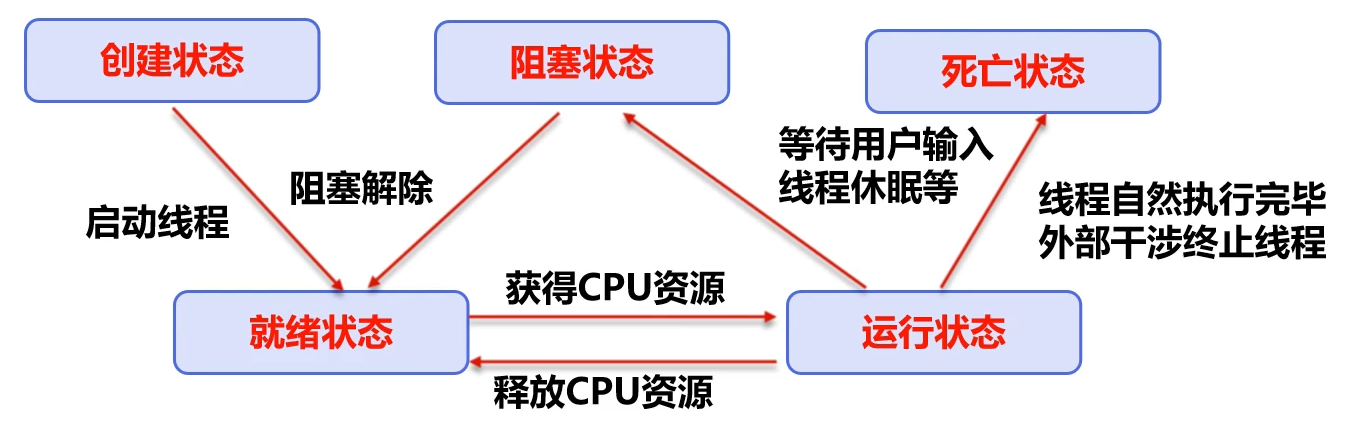 创建状态
阻塞状态
死亡状态
等待用户输入
线程休眠等
阻塞解除
启动线程
线程自然执行完毕
外部干涉终止线程
获得CPU资源
就绪状态
运行状态
释放CPU资源